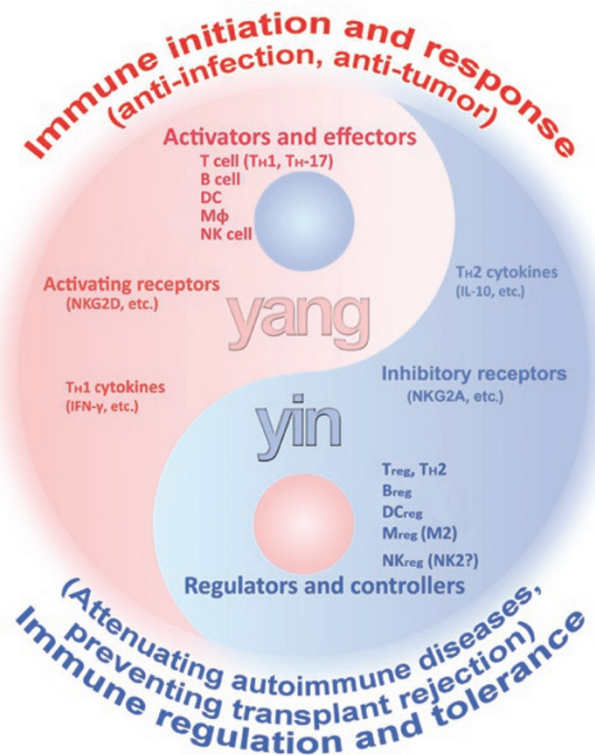 Immune initiation and response
(anti-infection, anti-tumor)
Activators and effectors
T cell (TH1, TH-17)
B cell
DC
Mϕ
NK cell
Activating receptors
(NKG2D, etc.)
TH2 cytokines
(IL-10, etc.)
yang
TH1 cytokines
(IFN-γ, etc.)
Inhibitory receptors
(NKG2A, etc.)
yin
Treg, TH2
Breg
DCreg
Mreg (M2)
NKreg (NK2?)
Regulators and controllers
(Attenuating autoimmune diseases,
preventing transplant rejection)
Immune regulation and tolerance